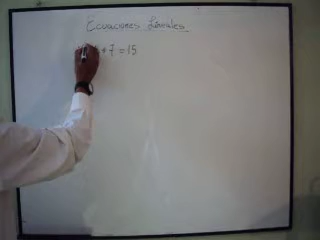 Ecuaciones Lineales.
+ 7 = 15